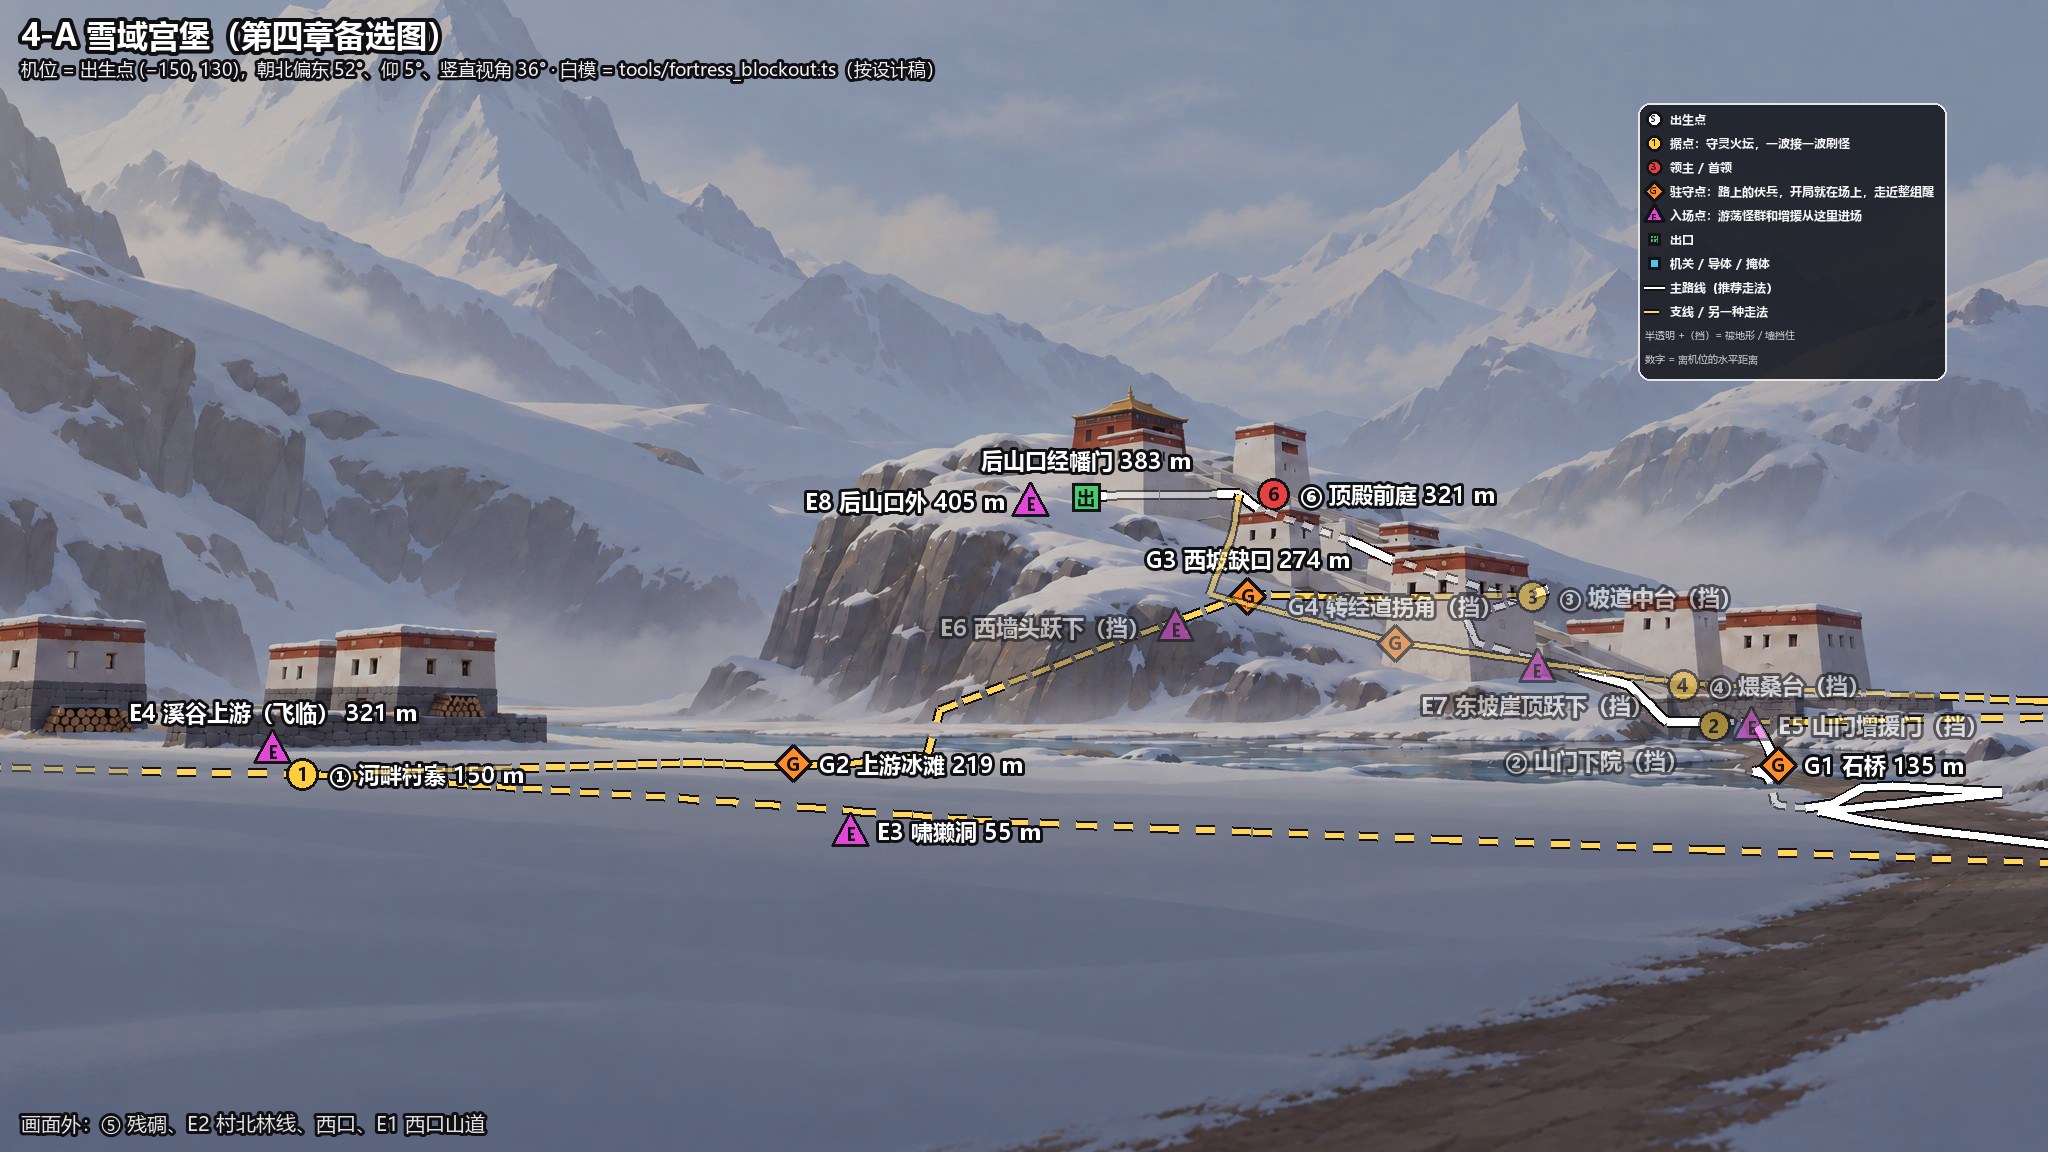 4-A 雪域宫堡（第四章备选图）
机位 = 出生点 (−150, 130)，朝北偏东 52°、仰 5°、竖直视角 36° · 白模 = tools/fortress_blockout.ts（按设计稿）
S 出生点
1 据点：守灵火坛，一波接一波刷怪
3 领主 / 首领
G 驻守点：路上的伏兵，开局就在场上，走近整组醒
E 入场点：游荡怪群和增援从这里进场
出 出口
机关 / 导体 / 掩体
主路线（推荐走法）
支线 / 另一种走法
半透明 +（挡）= 被地形 / 墙挡住
数字 = 离机位的水平距离
后山口经幡门 383 m
E8 后山口外 405 m
E
出
6
⑥ 顶殿前庭 321 m
G3 西坡缺口 274 m
G
3
③ 坡道中台（挡）
G4 转经道拐角（挡）
G
E6 西墙头跃下（挡）
E
E
4
④ 煨桑台（挡）
E7 东坡崖顶跃下（挡）
E4 溪谷上游（飞临） 321 m
E
2
E
E5 山门增援门（挡）
② 山门下院（挡）
G
G1 石桥 135 m
1
① 河畔村寨 150 m
G
G2 上游冰滩 219 m
E
E3 啸獭洞 55 m
画面外：⑤ 残碉、E2 村北林线、西口、E1 西口山道